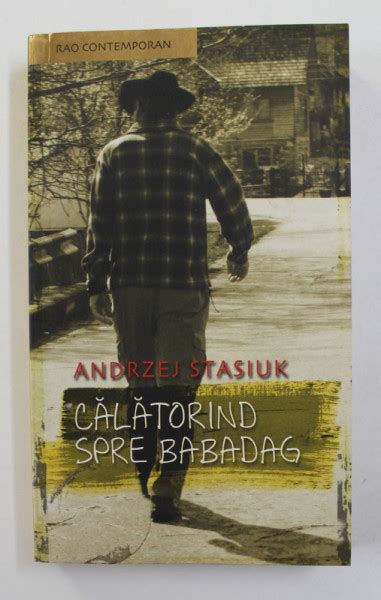 RAO CONTEMPORAN
ANDRZEJ STASIUK
CĂLĂTORIND
SPRE BABADAG